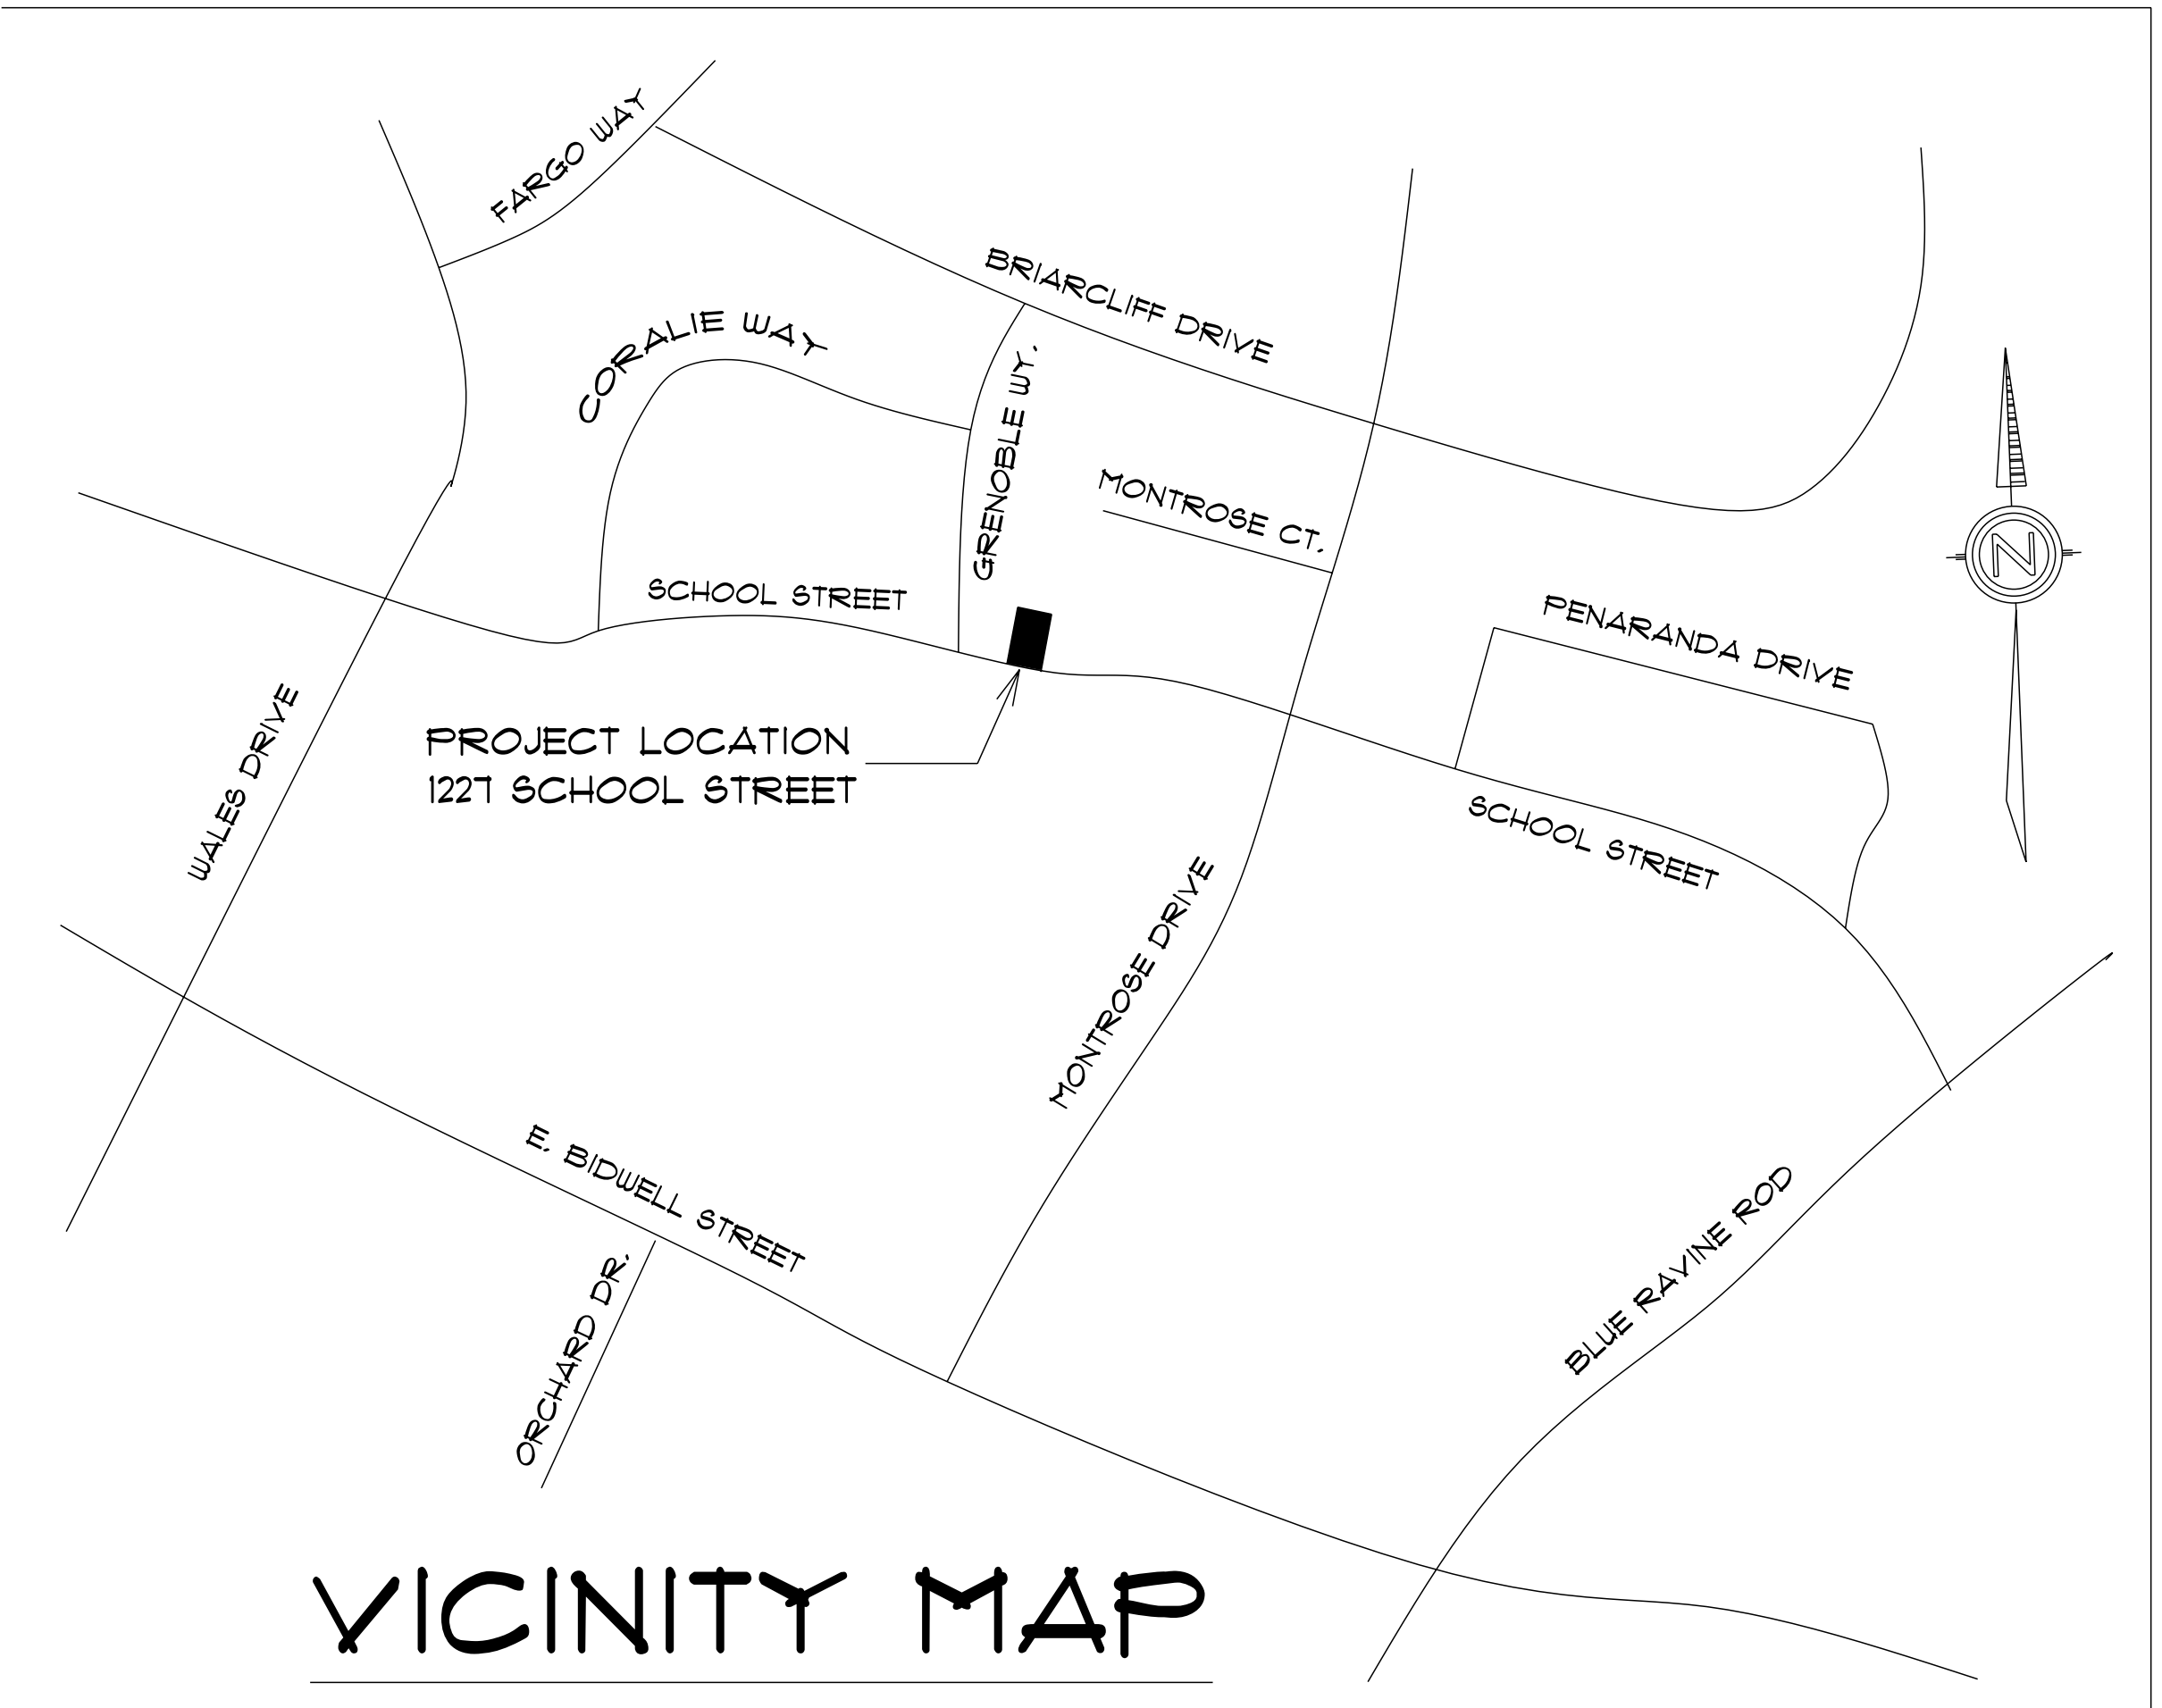 FARGO WAY
BRIARCLIFF DRIVE
CORALIE WAY
GRENOBLE WY.
MONTROSE CT.
N
SCHOOL STREET
PENARANDA DRIVE
WALES DRIVE
PROJECT LOCATION
1227 SCHOOL STREET
SCHOOL STREET
MONTROSE DRIVE
E. BIDWELL STREET
BLUE RAVINE ROD
ORCHARD DR.
VICINITY MAP